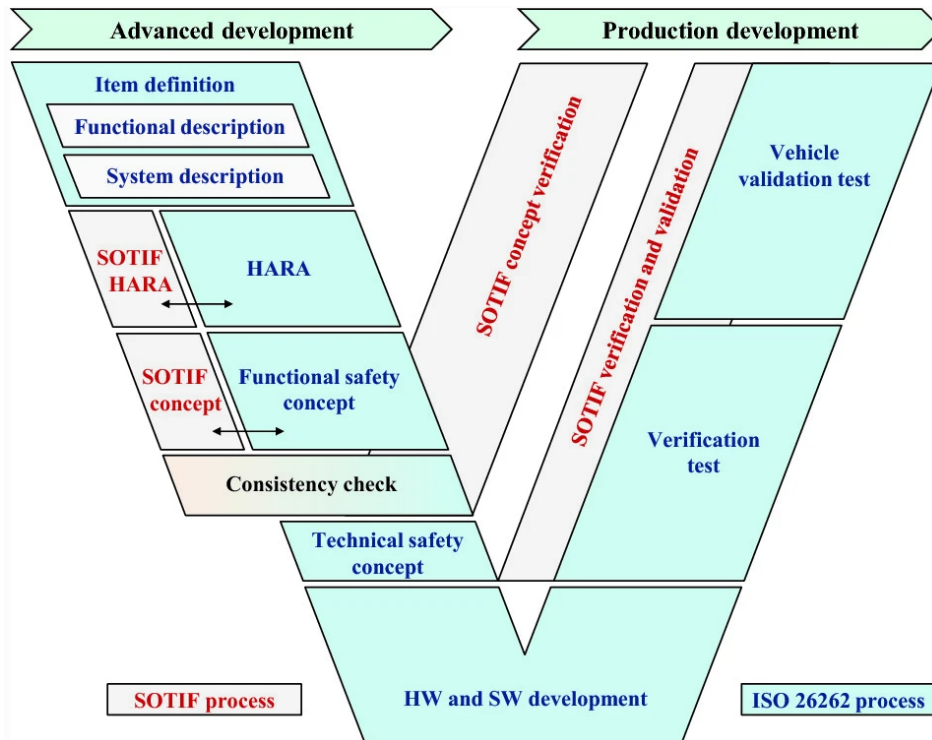 Advanced development
Production development
Item definition
Functional description
System description
SOTIF
HARA
HARA
SOTIF
concept
Functional safety
concept
Consistency check
Technical safety
concept
HW and SW development
SOTIF concept verification
SOTIF verification and validation
Vehicle
validation test
Verification
test
SOTIF process
ISO 26262 process